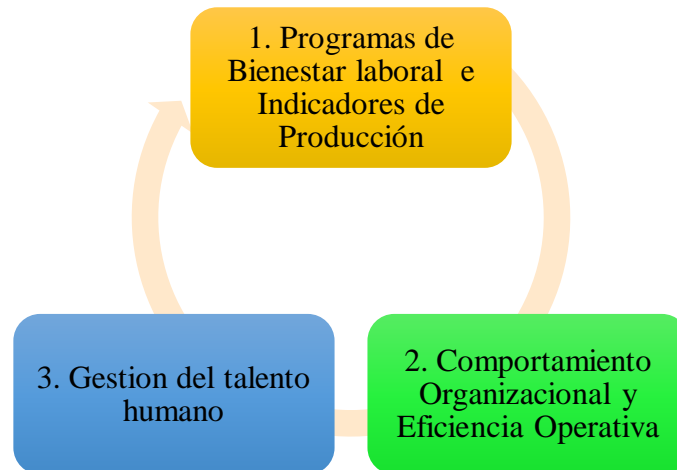 1. Programas de
Bienestar laboral e
Indicadores de
Producción
2. Comportamiento
Organizacional y
Eficiencia Operativa
3. Gestion del talento
humano